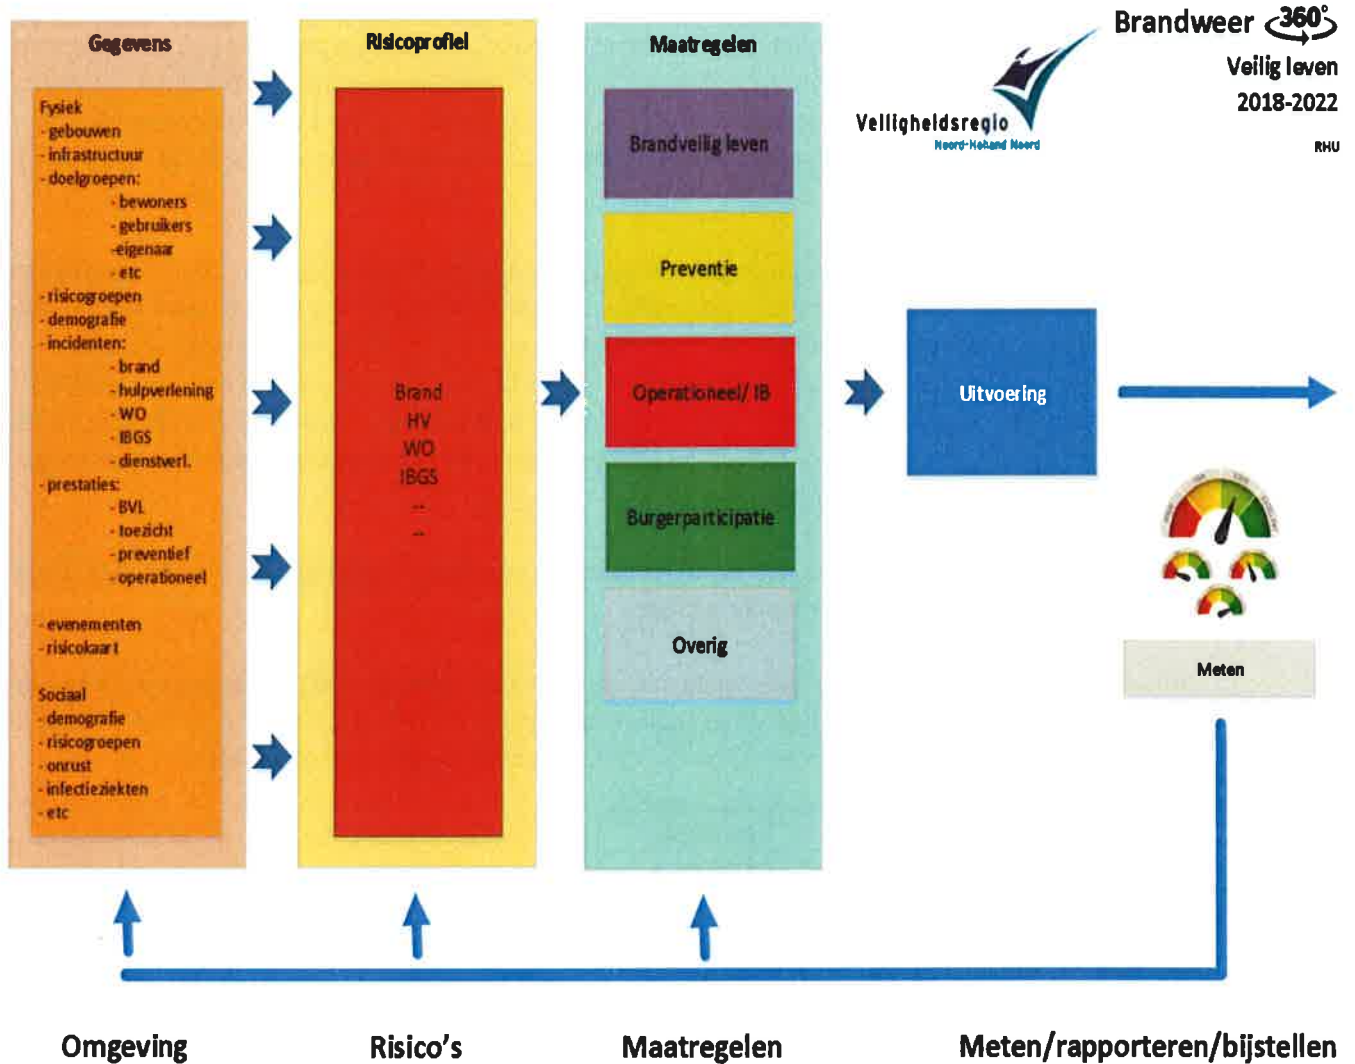 Gegevens
Fysiek
- gebouwen
- infrastructuur
- doelgroepen:
- bewoners
- gebruikers
-eigenaar
- etc
- risicogroepen
- demografie
- incidenten:
- brand
- hulpverlening
- WO
- IBGS
- dienstverl.
- prestaties:
- BVL
- toezicht
- preventief
- operationeel
- evenementen
- risicokaart
Sociaal
- demografie
- risicogroepen
- onrust
- infectieziekten
- etc
Risicoprofiel
Brand
HV
WO
IBGS
--
--
Maatregelen
Brandveilig leven
Preventie
Operationeel/ IB
Burgerparticipatie
Overig
Veiligheidsregio
Noord-Holland Noord
Brandweer 360°
Veilig leven
2018-2022
RHU
Uitvoering
Meten
Omgeving
Risico's
Maatregelen
Meten/rapporteren/bijstellen